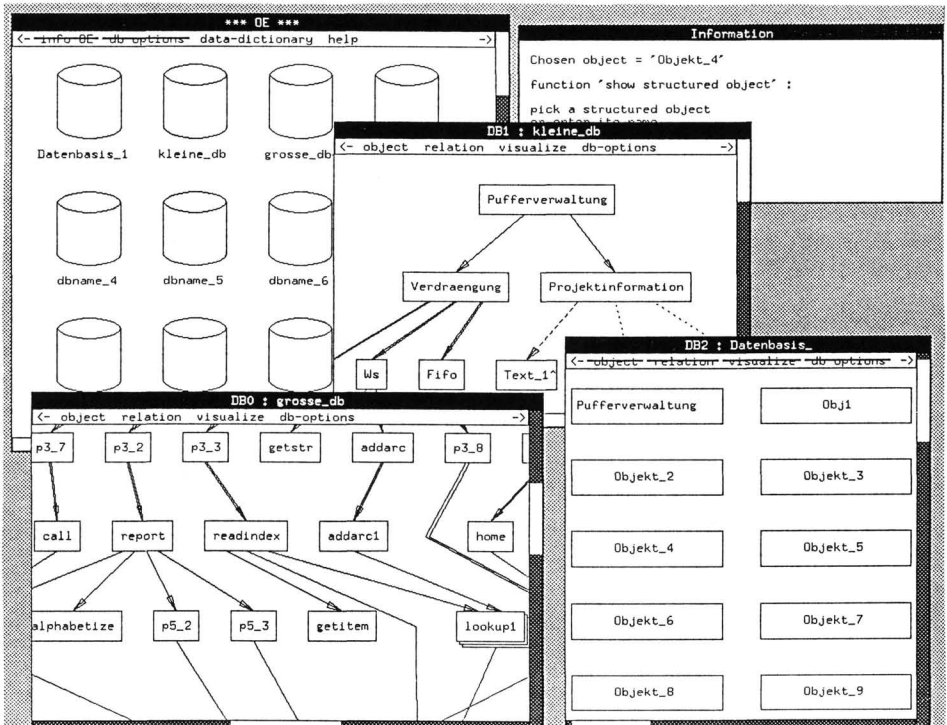 *** OE ***
<- info OE db options data-dictionary help ->
Datenbasis_1 kleine_db grosse_db
dbname_4 dbname_5 dbname_6
Information
Chosen object = "Objekt_4"
function "show structured object" :
pick a structured object
or enter its name
DB1 : kleine_db
<- object relation visualize db-options ->
Pufferverwaltung
Verdraengung Projektinformation
Ws Fifo Text_1^
DB0 : grosse_db
<- object relation visualize db-options ->
p3_7 p3_2 p3_3 getstr addarc p3_8
call report readindex addarc1 home
alphabetize p5_2 p5_3 getitem lookup1
DB2 : Datenbasis_
<- object relation visualize db options ->
Pufferverwaltung Obj1
Objekt_2 Objekt_3
Objekt_4 Objekt_5
Objekt_6 Objekt_7
Objekt_8 Objekt_9